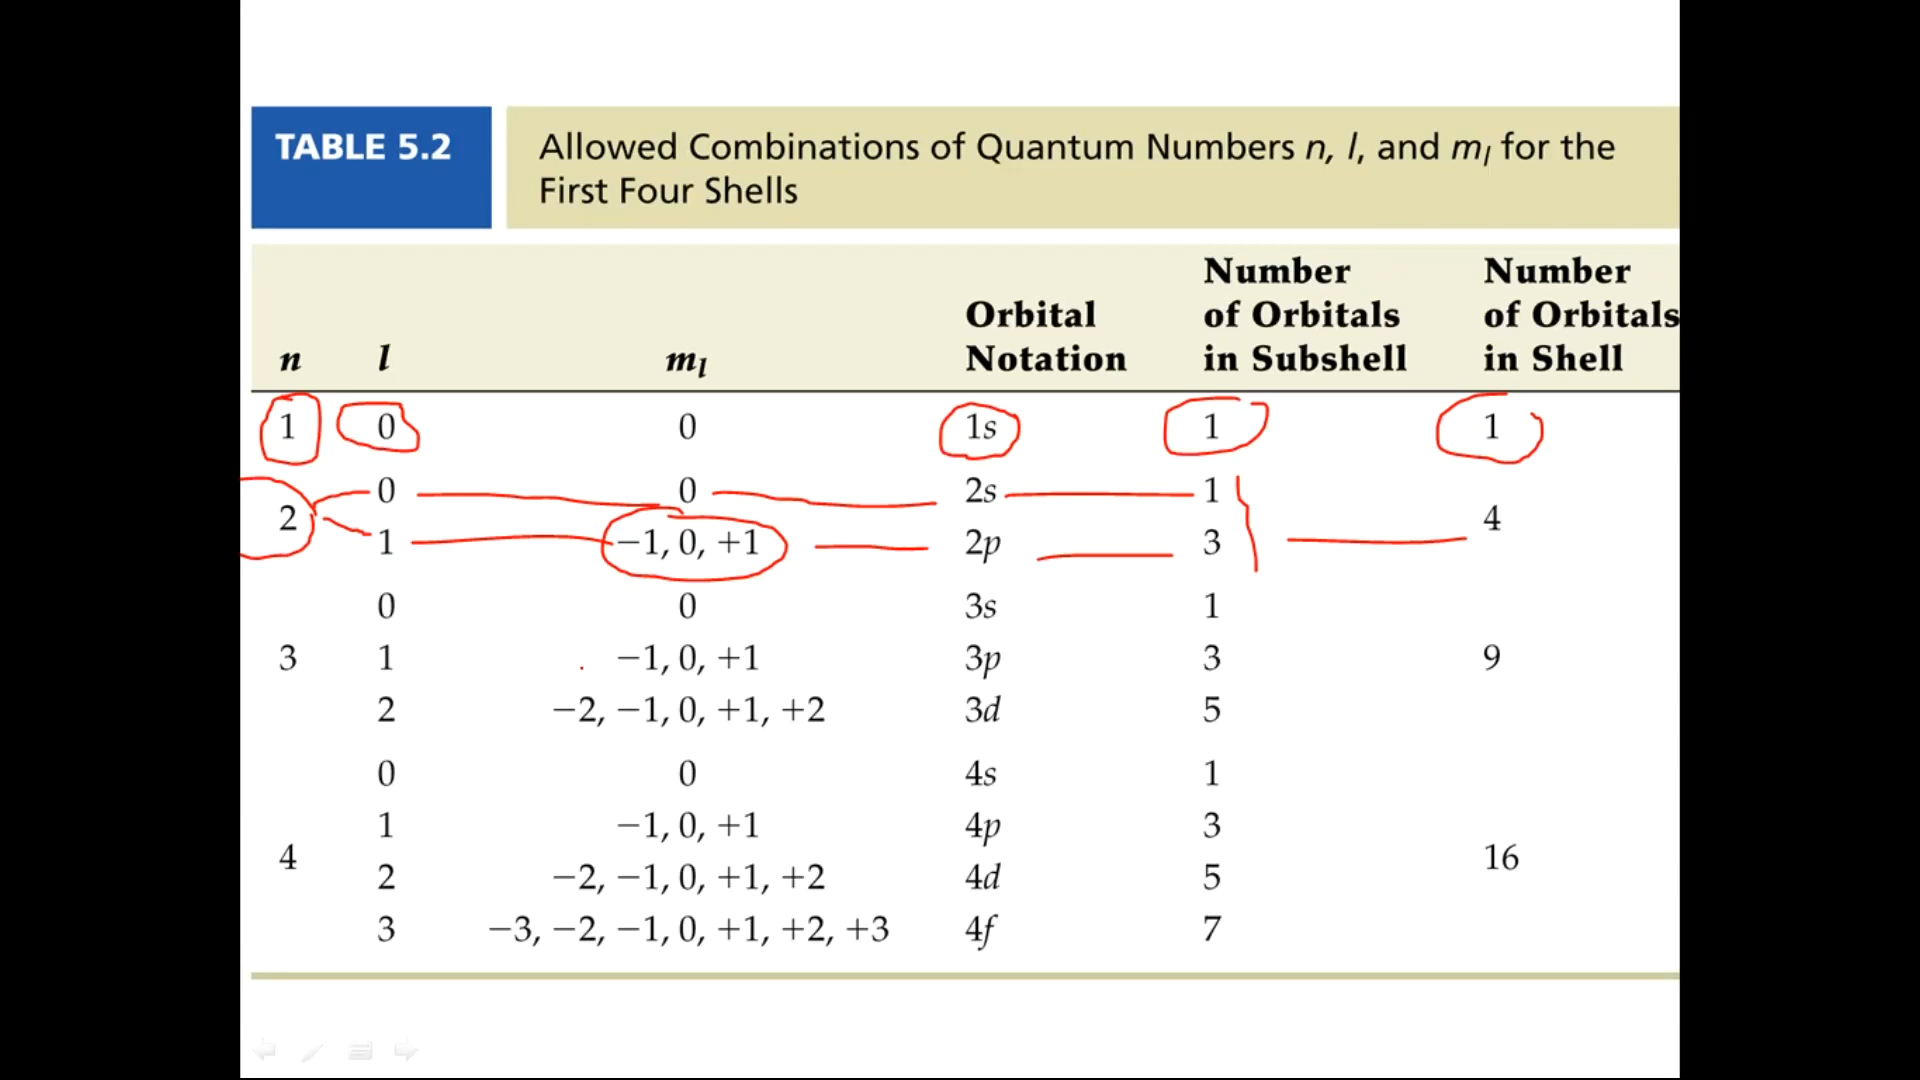 TABLE 5.2
Allowed Combinations of Quantum Numbers n, l, and mₗ for the
First Four Shells
n l mₗ Orbital Notation Number of Orbitals in Subshell Number of Orbitals in Shell
1 0 0 1s 1 1
2 0 0 2s 1 4
1 −1, 0, +1 2p 3
3 0 0 3s 1 9
1 −1, 0, +1 3p 3
2 −2, −1, 0, +1, +2 3d 5
4 0 0 4s 1 16
1 −1, 0, +1 4p 3
2 −2, −1, 0, +1, +2 4d 5
3 −3, −2, −1, 0, +1, +2, +3 4f 7